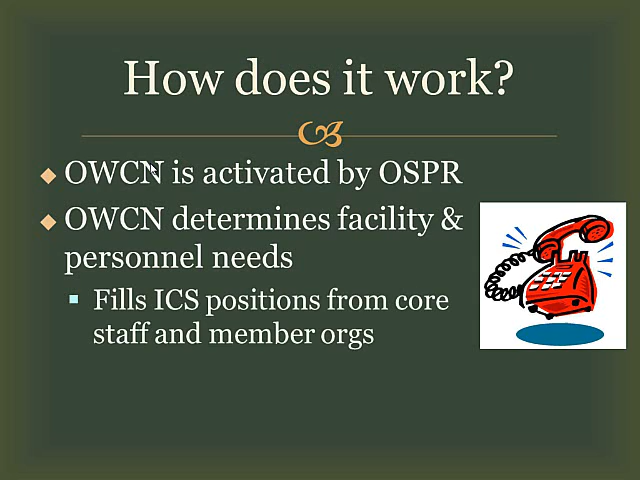 How does it work?
OWCN is activated by OSPR
OWCN determines facility &
personnel needs
Fills ICS positions from core
staff and member orgs